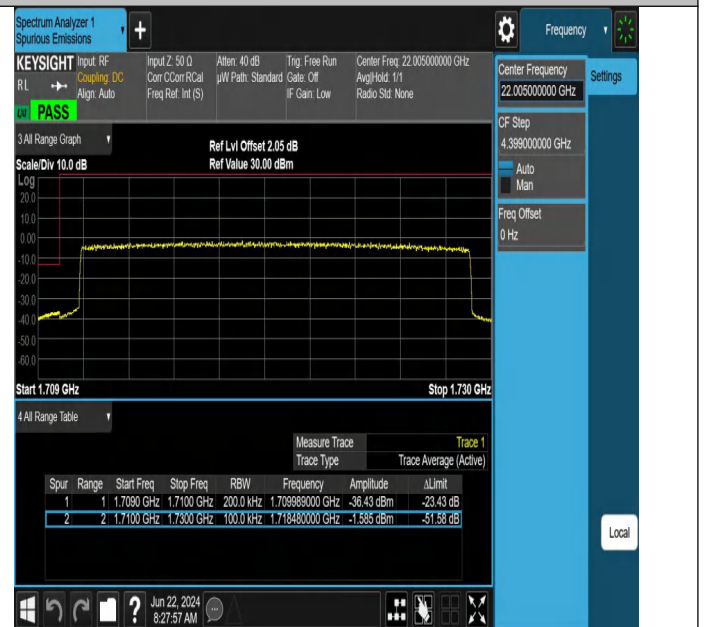 Spectrum Analyzer 1
Spurious Emissions
+
Frequency
KEYSIGHT Input: RF Input Z: 50 Ω Atten: 40 dB Trig: Free Run Center Freq: 22.005000000 GHz
RL Coupling: DC Corr CCorr RCal µW Path: Standard Gate: Off Avg|Hold: 1/1
Align: Auto Freq Ref: Int (S) IF Gain: Low Radio Std: None
PASS
Center Frequency
22.005000000 GHz
Settings
CF Step
4.399000000 GHz
Auto
Man
Freq Offset
0 Hz
3 All Range Graph
Ref Lvl Offset 2.05 dB
Scale/Div 10.0 dB Ref Value 30.00 dBm
Log
20.0
10.0
0.00
-10.0
-20.0
-30.0
-40.0
-50.0
-60.0
Start 1.709 GHz Stop 1.730 GHz
4 All Range Table
Measure Trace Trace 1
Trace Type Trace Average (Active)
Spur Range Start Freq Stop Freq RBW Frequency Amplitude ΔLimit
1 1 1.7090 GHz 1.7100 GHz 200.0 kHz 1.709989000 GHz -36.43 dBm -23.43 dB
2 2 1.7100 GHz 1.7300 GHz 100.0 kHz 1.718480000 GHz -1.585 dBm -51.58 dB
Local
? Jun 22, 2024
8:27:57 AM